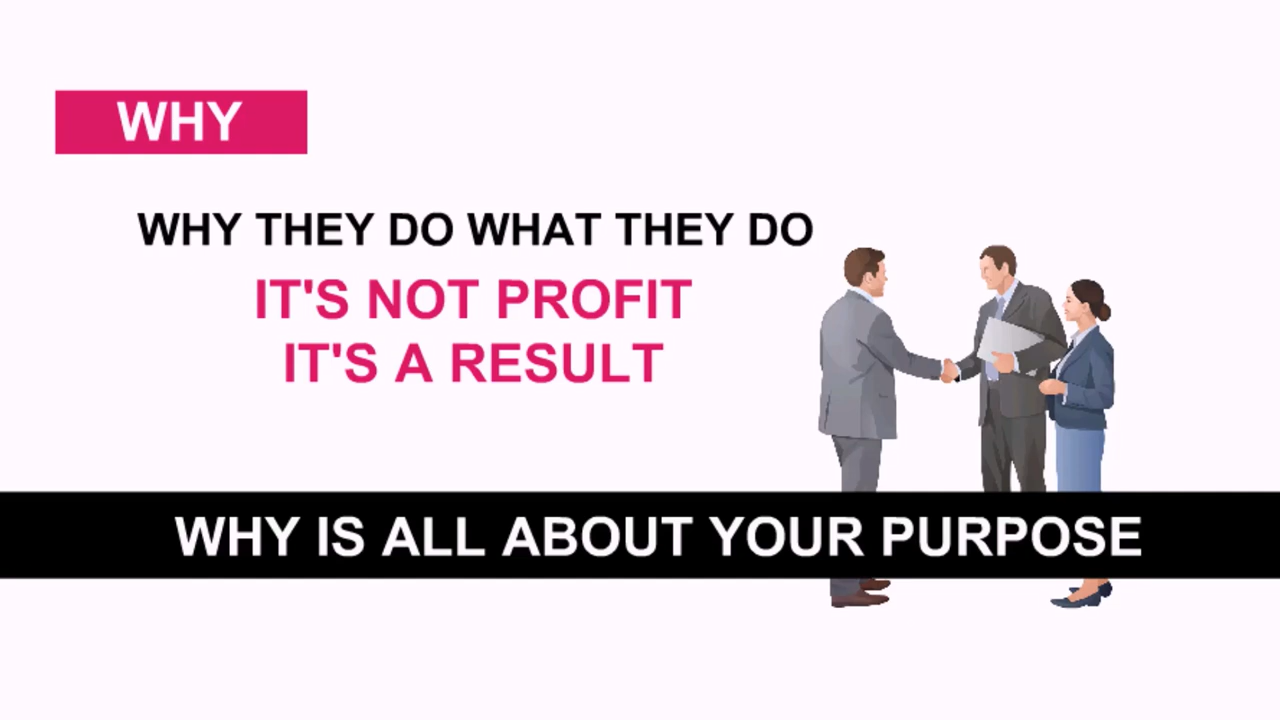 WHY
WHY THEY DO WHAT THEY DO
IT'S NOT PROFIT
IT'S A RESULT
WHY IS ALL ABOUT YOUR PURPOSE